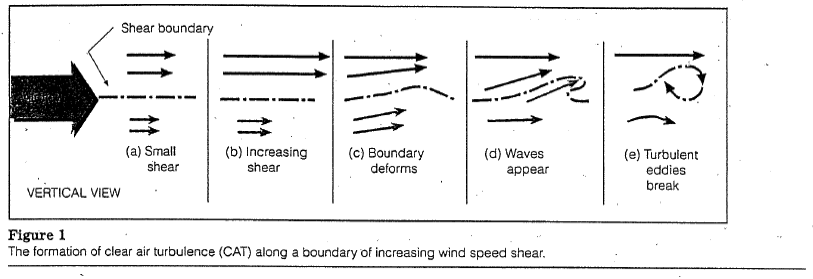 Shear boundary
(a) Small
shear
(b) Increasing
shear
(c) Boundary
deforms
(d) Waves
appear
(e) Turbulent
eddies
break
VERTICAL VIEW
Figure 1
The formation of clear air turbulence (CAT) along a boundary of increasing wind speed shear.